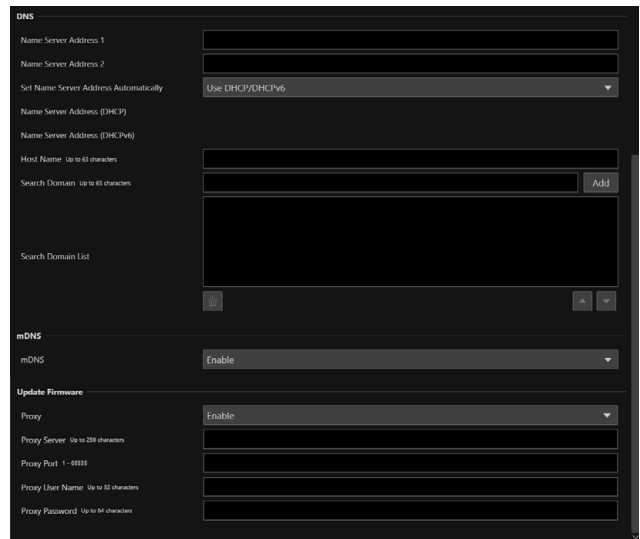 DNS
Name Server Address 1
Name Server Address 2
Set Name Server Address Automatically Use DHCP/DHCPv6
Name Server Address (DHCP)
Name Server Address (DHCPv6)
Host Name Up to 63 characters
Search Domain Up to 63 characters Add
Search Domain List
mDNS
mDNS Enable
Update Firmware
Proxy Enable
Proxy Server Up to 256 characters
Proxy Port 1 - 65535
Proxy User Name Up to 32 characters
Proxy Password Up to 64 characters